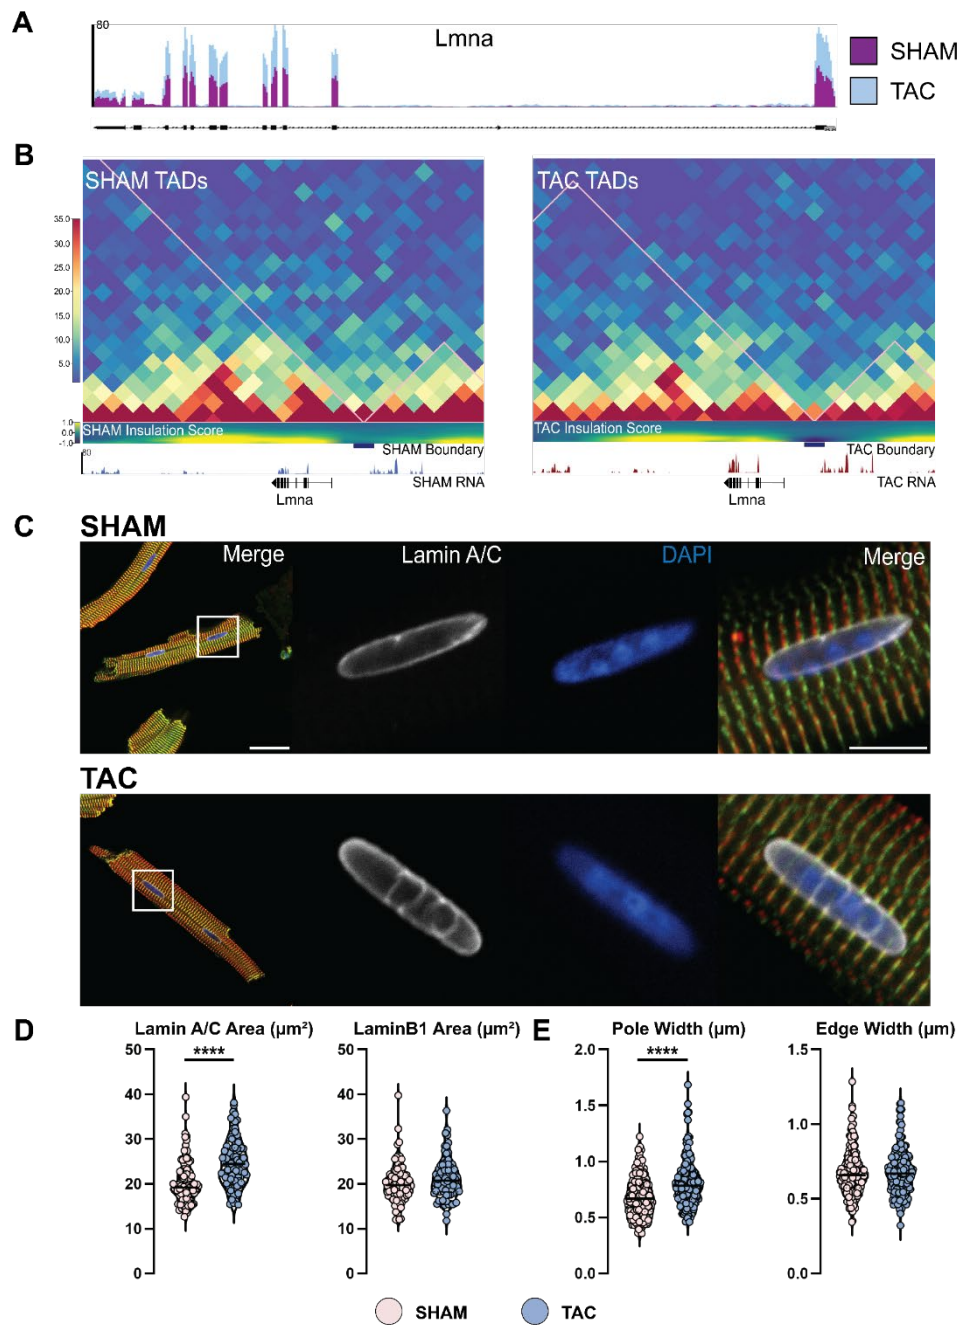 A
80
Lmna
SHAM
TAC
B
SHAM TADs
TAC TADs
35.0
30.0
25.0
20.0
15.0
10.0
5.0
1.0
0.0
-1.0
SHAM Insulation Score
TAC Insulation Score
SHAM Boundary
TAC Boundary
80
SHAM RNA
TAC RNA
Lmna
Lmna
C
SHAM
Merge
Lamin A/C
DAPI
Merge
TAC
D
Lamin A/C Area (µm²)
LaminB1 Area (µm²)
E
Pole Width (µm)
Edge Width (µm)
50
40
30
20
10
0
****
50
40
30
20
10
0
2.0
1.5
1.0
0.5
0.0
****
1.5
1.0
0.5
0.0
SHAM
TAC